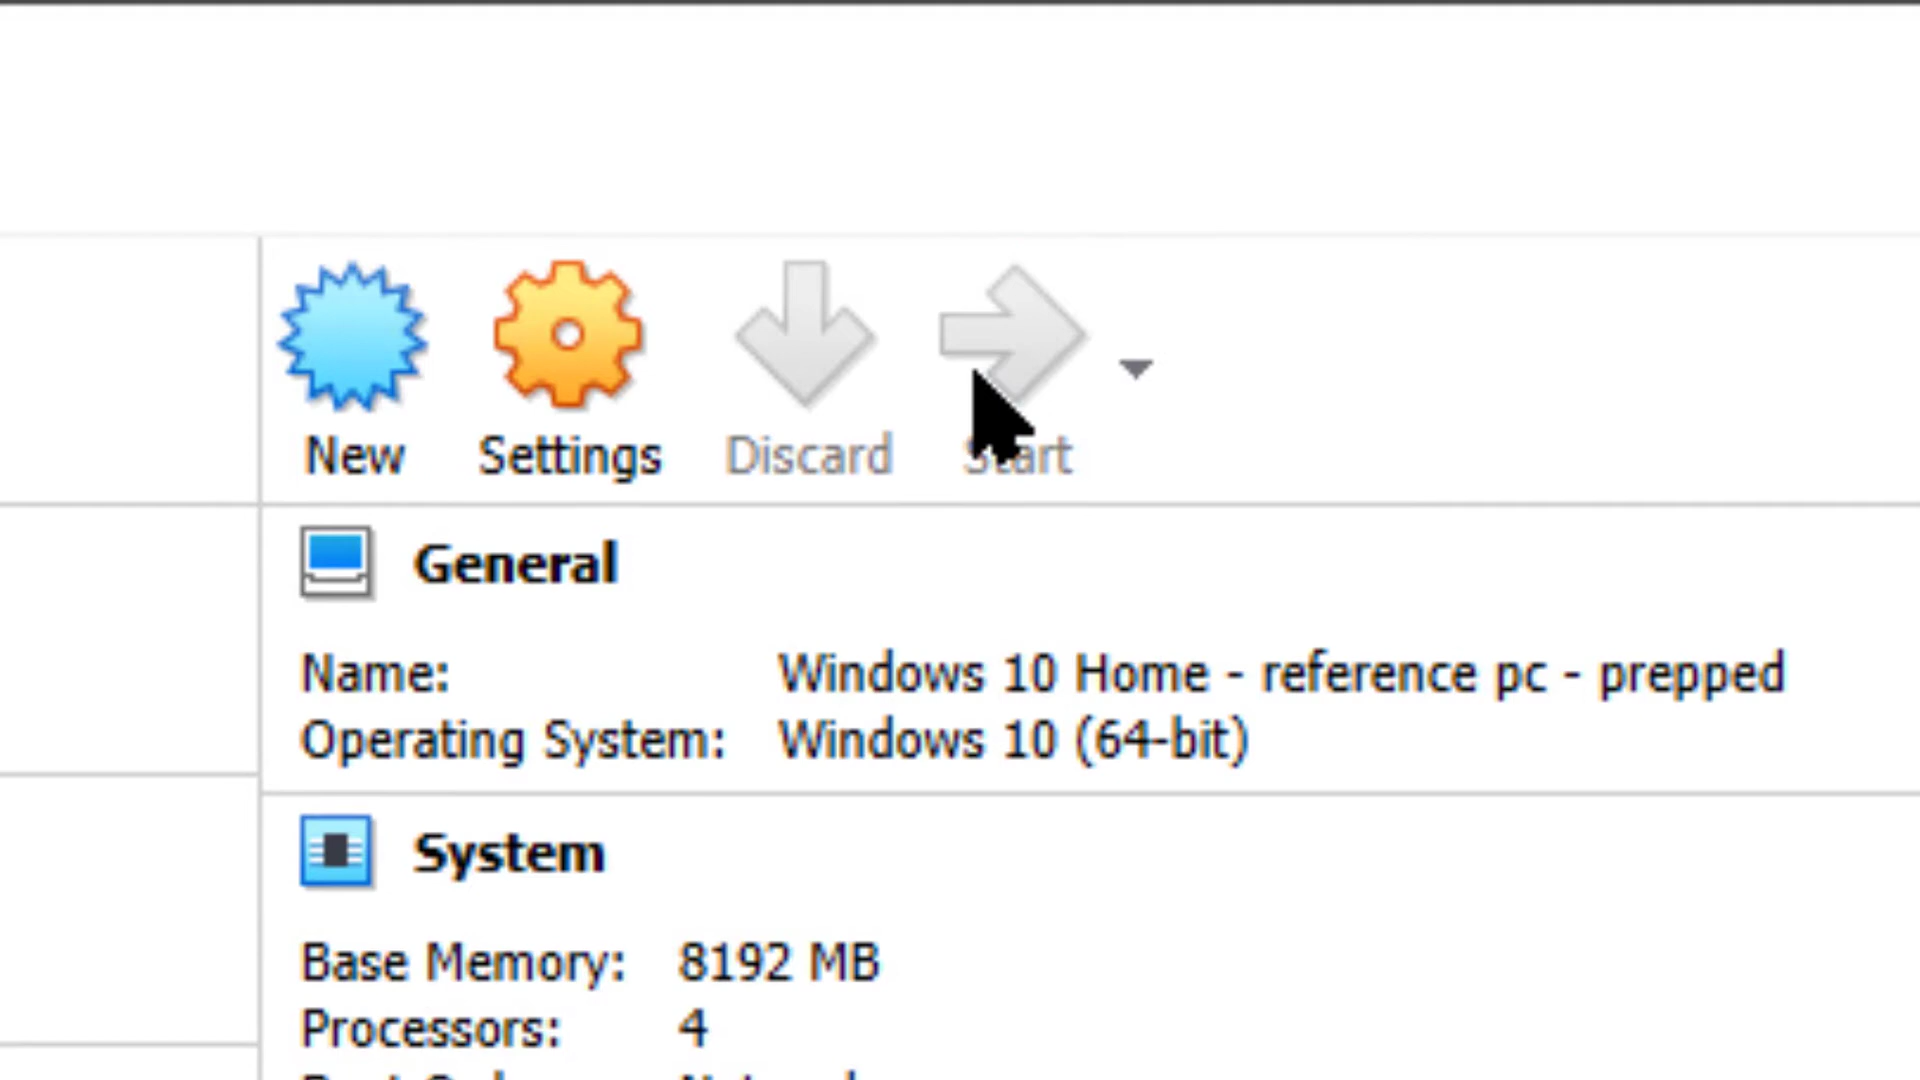 New Settings Discard Start
General
Name: Windows 10 Home - reference pc - prepped
Operating System: Windows 10 (64-bit)
System
Base Memory: 8192 MB
Processors: 4